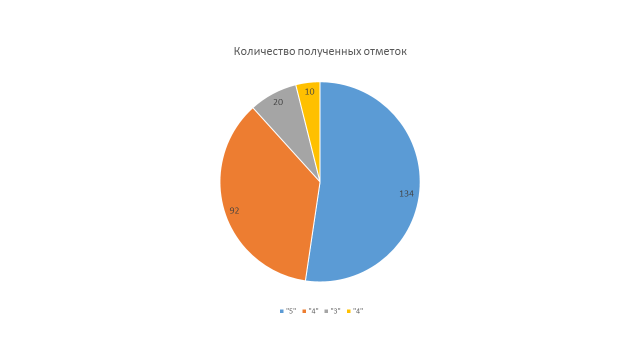 Количество полученных отметок
10
20
134
92
"5" "4" "3" "4"